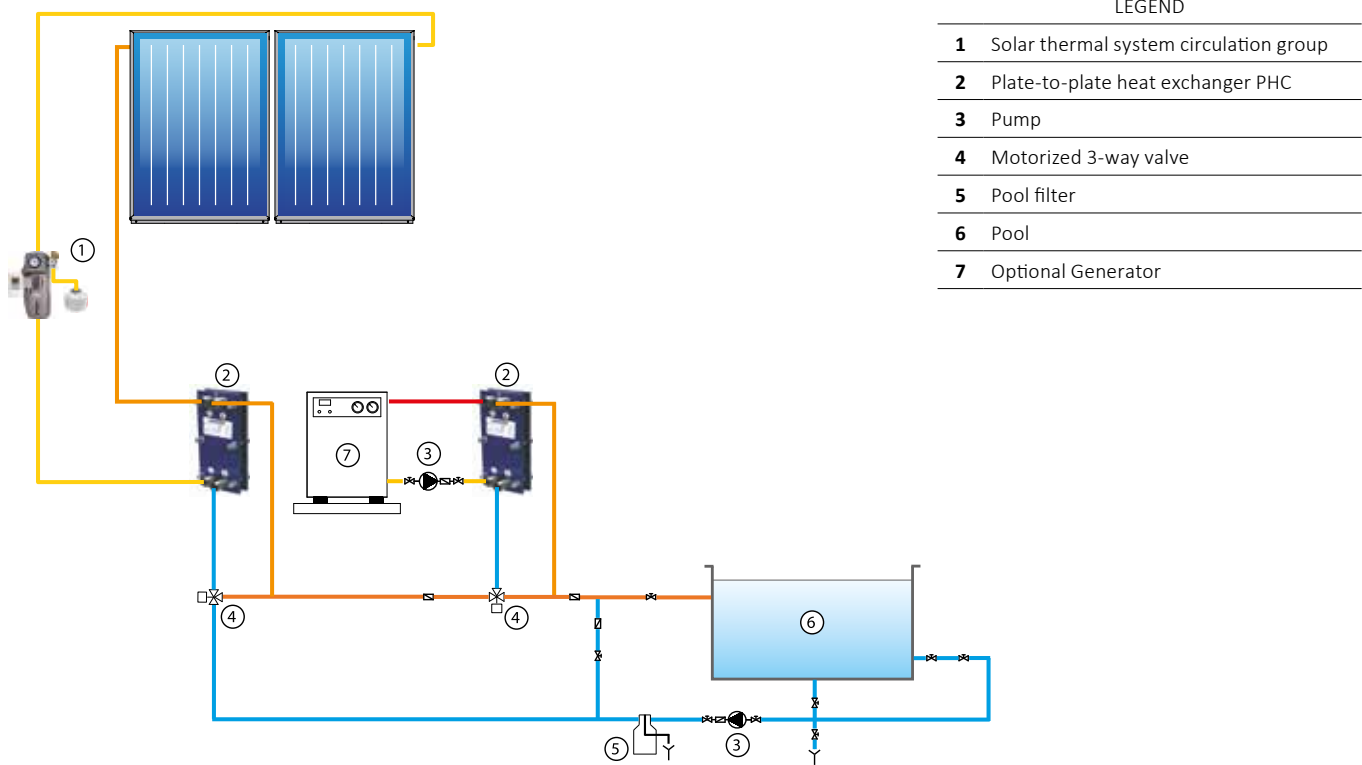 LEGEND
1 Solar thermal system circulation group
2 Plate-to-plate heat exchanger PHC
3 Pump
4 Motorized 3-way valve
5 Pool filter
6 Pool
7 Optional Generator
1
2
2
7
3
4
4
6
5
3